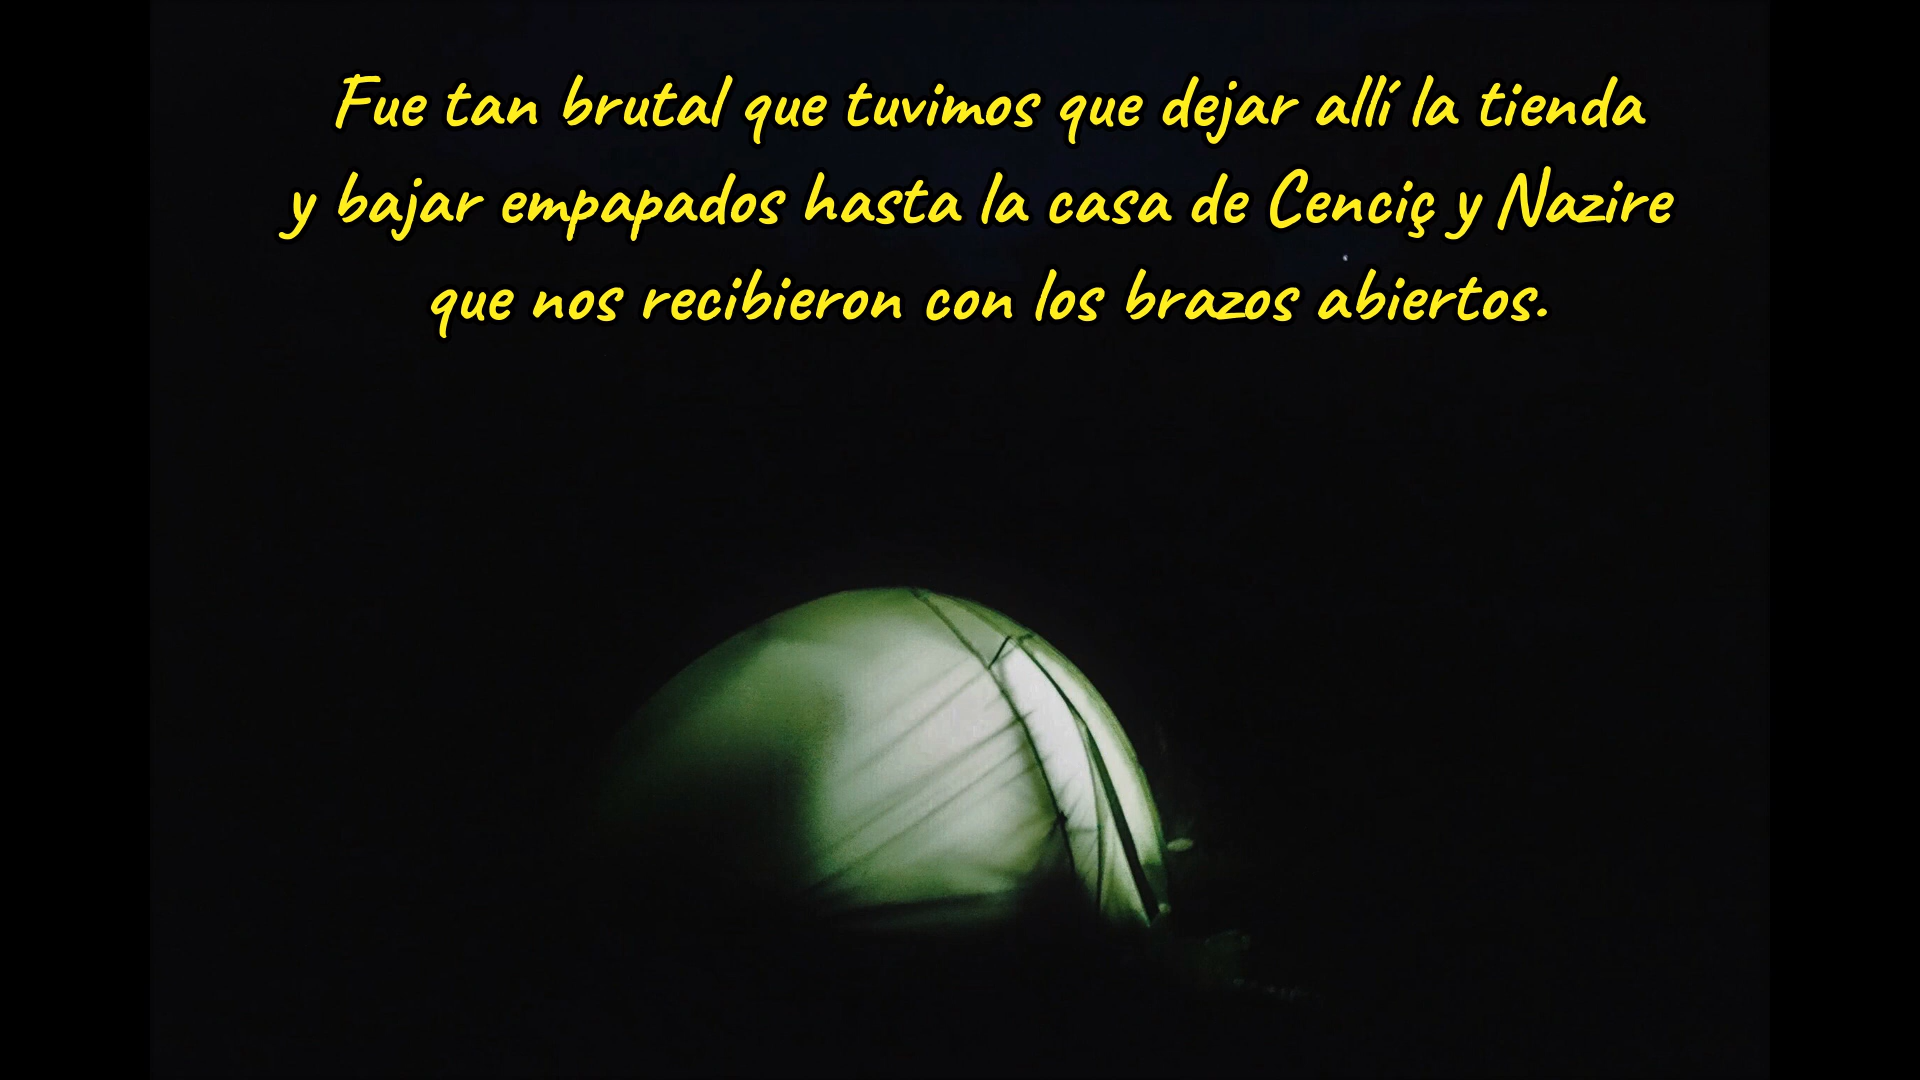 Fue tan brutal que tuvimos que dejar allí la tienda
y bajar empapados hasta la casa de Cenciç y Nazire
que nos recibieron con los brazos abiertos.